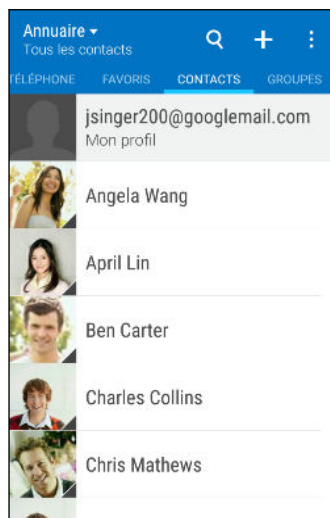 Annuaire
Tous les contacts
TÉLÉPHONE FAVORIS CONTACTS GROUPES
jsinger200@googlemail.com
Mon profil
Angela Wang
April Lin
Ben Carter
Charles Collins
Chris Mathews